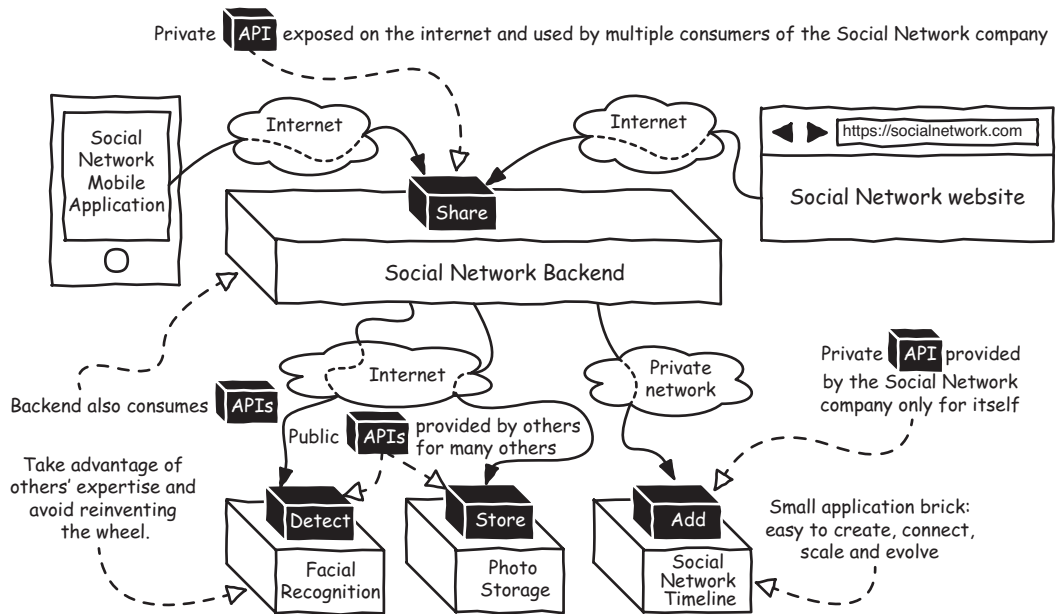 Private API exposed on the internet and used by multiple consumers of the Social Network company
Social
Network
Mobile
Application
Internet
Internet
https://socialnetwork.com
Social Network website
Share
Social Network Backend
Backend also consumes APIs
Internet
Private
network
Private API provided
by the Social Network
company only for itself
Public APIs provided by others
for many others
Take advantage of
others’ expertise and
avoid reinventing
the wheel.
Detect
Facial
Recognition
Store
Photo
Storage
Add
Social
Network
Timeline
Small application brick:
easy to create, connect,
scale and evolve